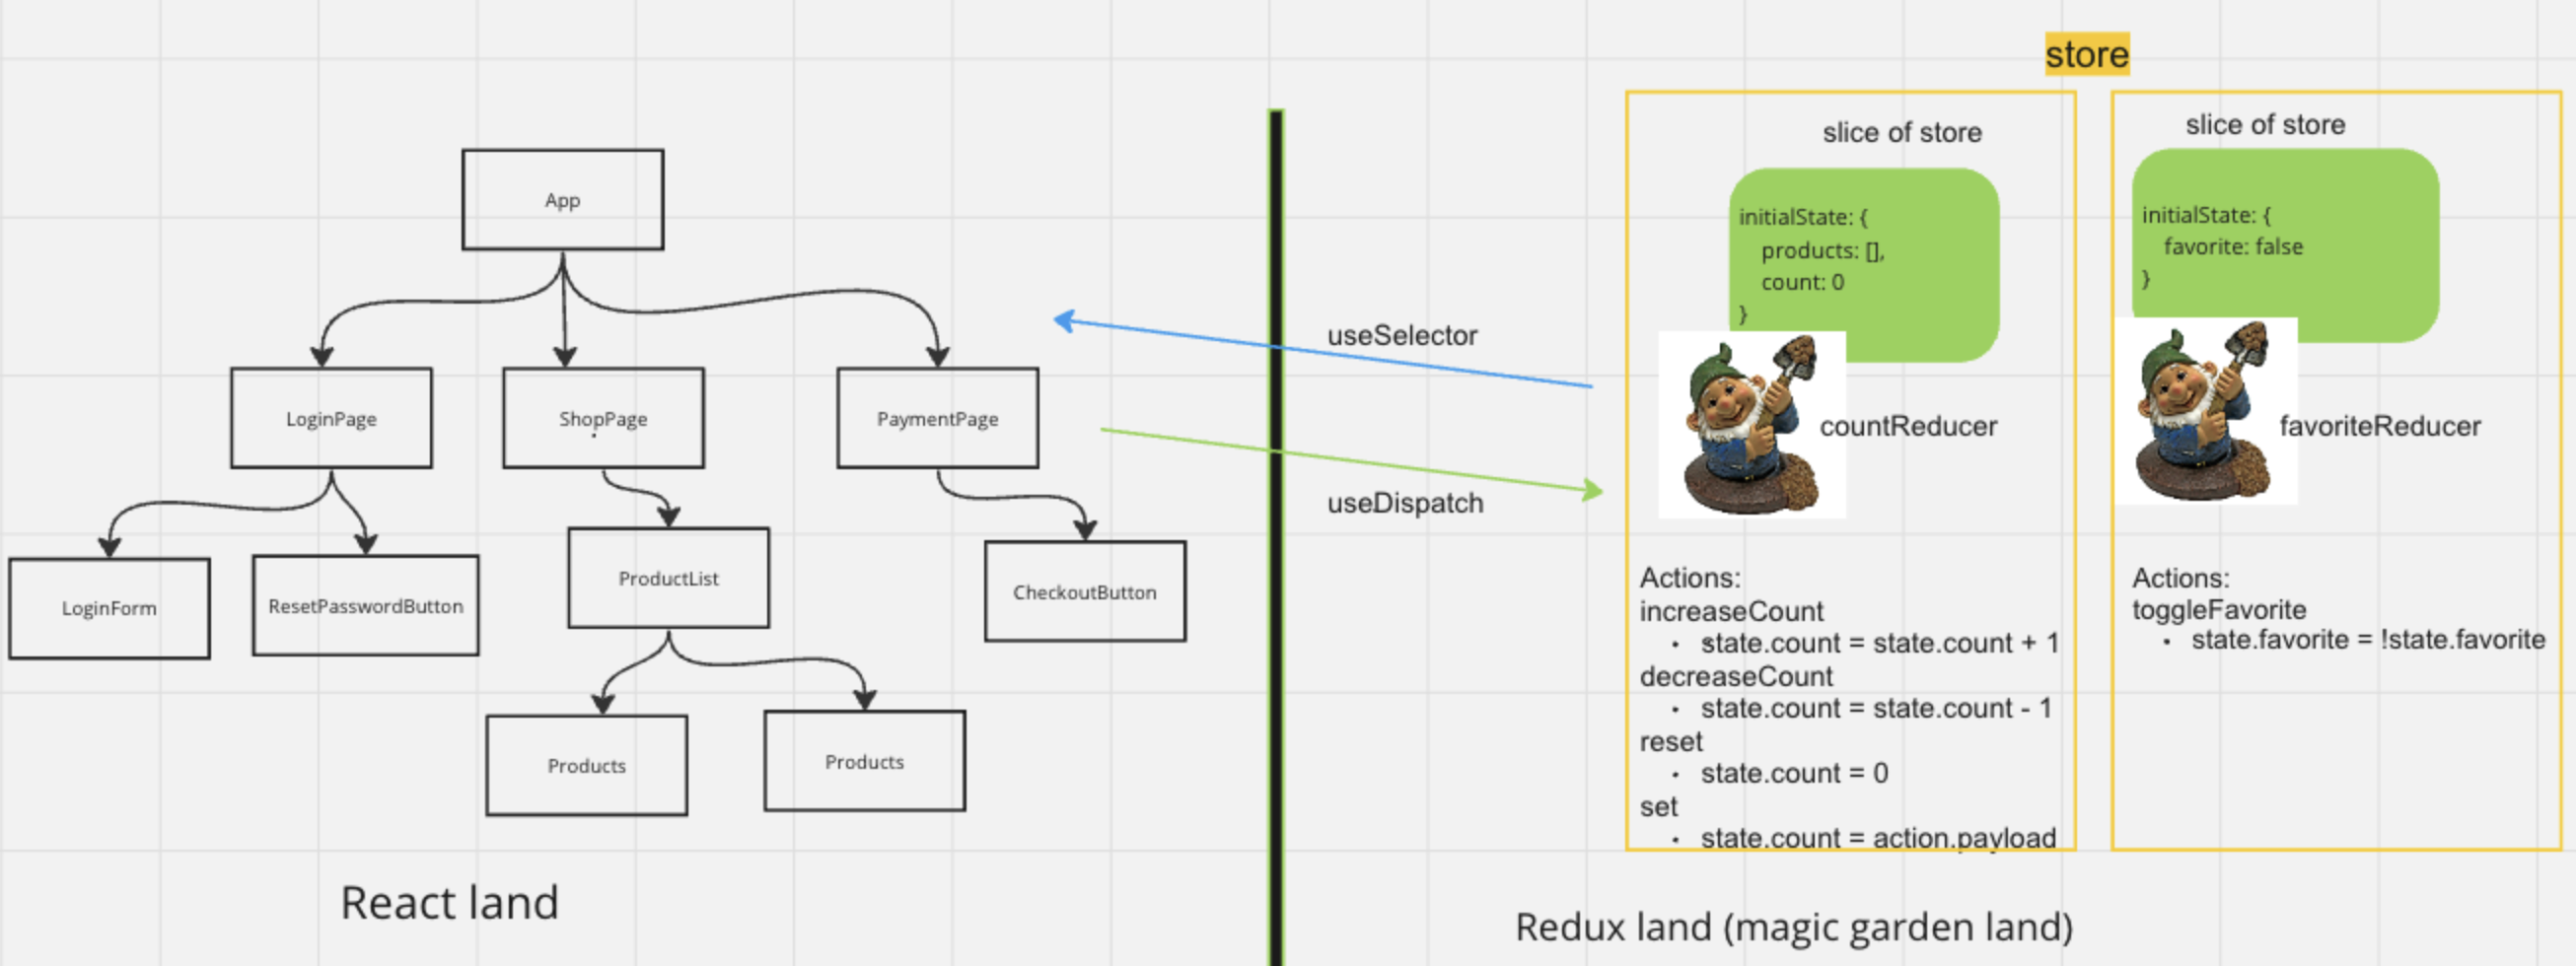 store
slice of store
slice of store
initialState: {
products: [],
count: 0
}
initialState: {
favorite: false
}
App
LoginPage
ShopPage
PaymentPage
LoginForm
ResetPasswordButton
ProductList
CheckoutButton
Products
Products
React land
useSelector
useDispatch
countReducer
favoriteReducer
Actions:
increaseCount
• state.count = state.count + 1
decreaseCount
• state.count = state.count - 1
reset
• state.count = 0
set
• state.count = action.payload
Actions:
toggleFavorite
• state.favorite = !state.favorite
Redux land (magic garden land)